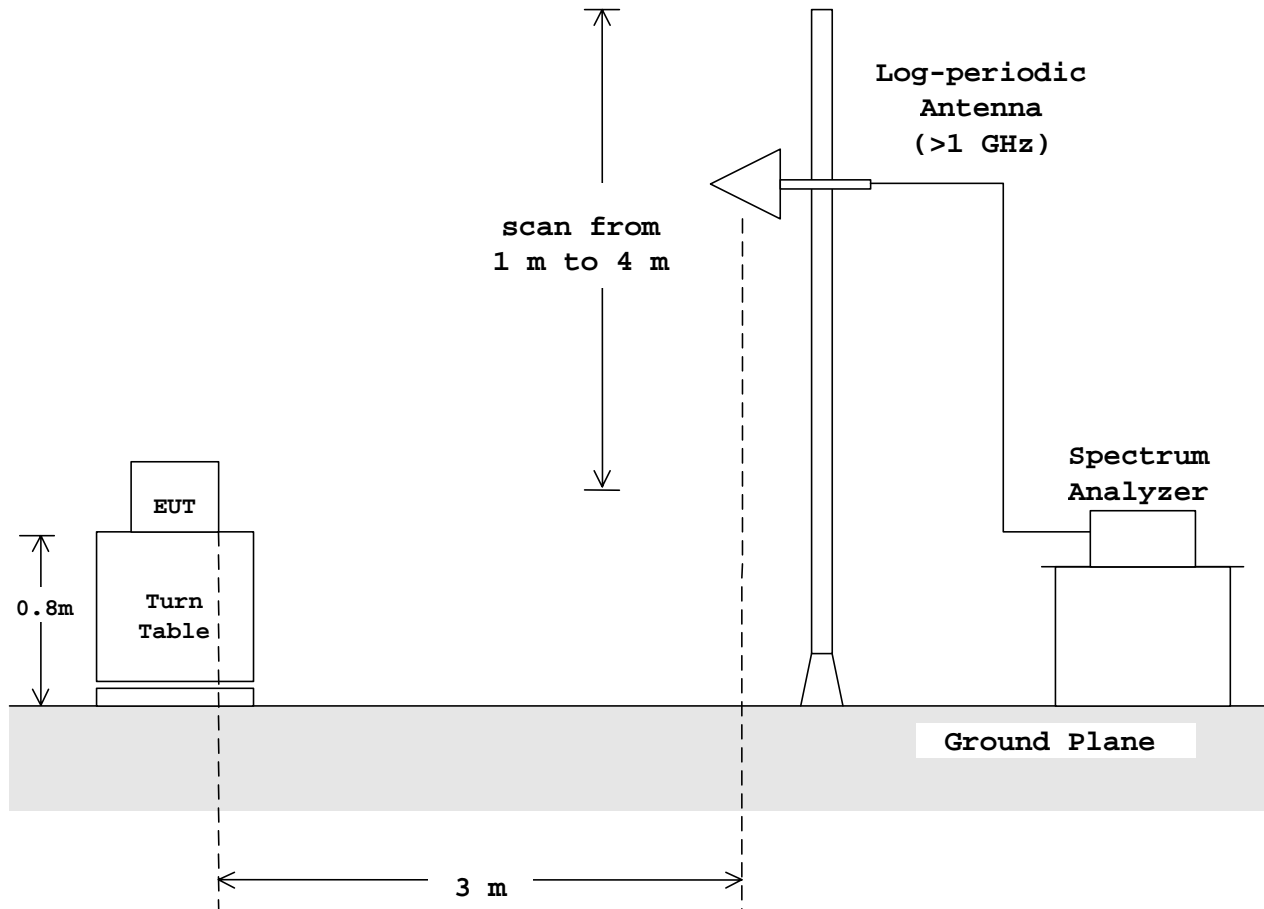 Log-periodic
Antenna
(>1 GHz)
scan from
1 m to 4 m
Spectrum
Analyzer
EUT
0.8m
Turn
Table
Ground Plane
3 m